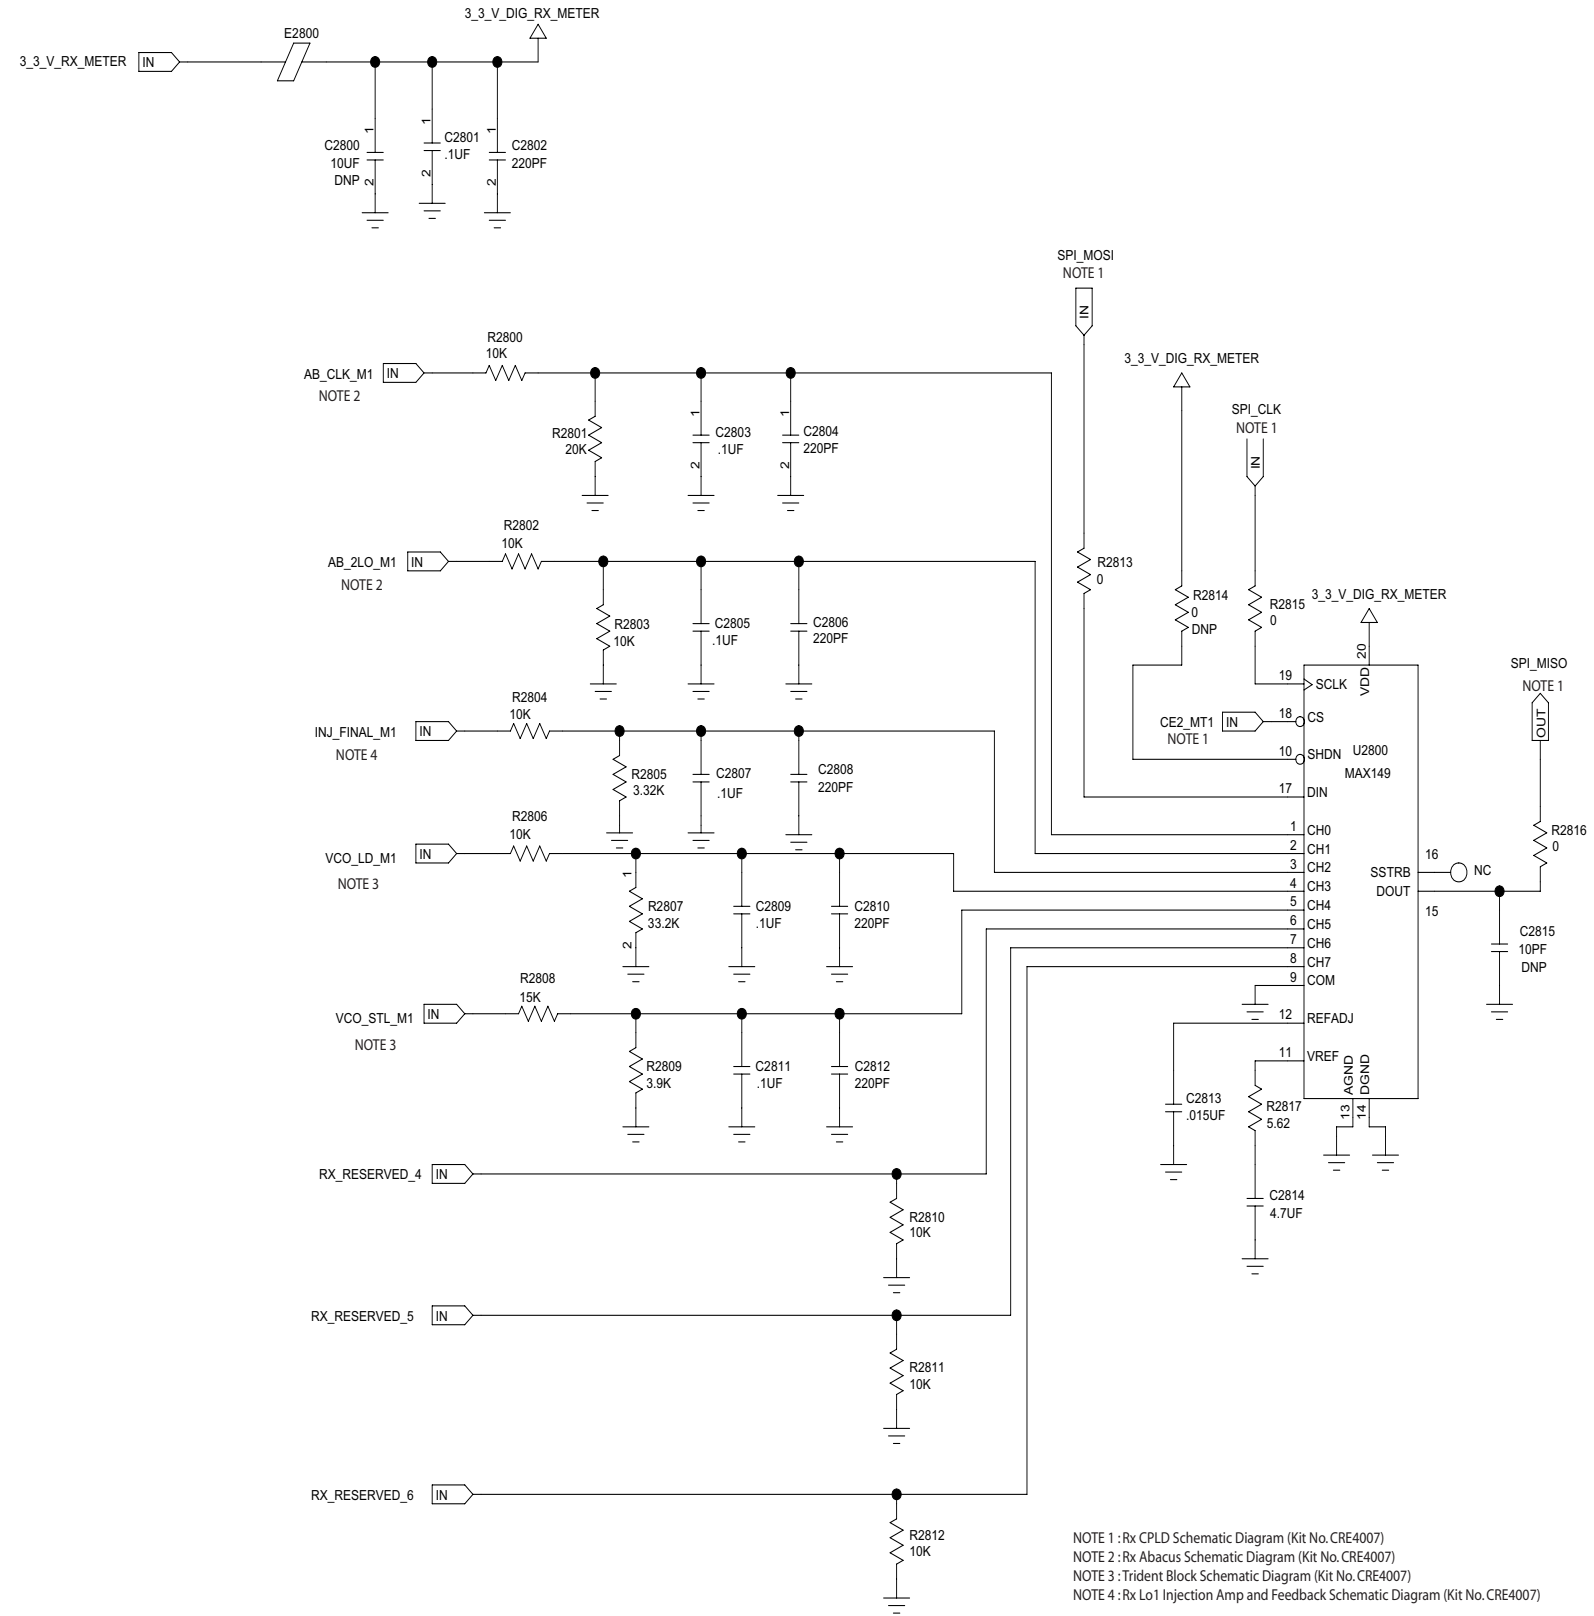 3_3_V_DIG_RX_METER
E2800
3_3_V_RX_METER
IN
1
1
1
C2800
10UF
DNP
2
C2801
.1UF
2
C2802
220PF
2
SPI_MOSI
NOTE 1
IN
R2800
10K
AB_CLK_M1
IN
NOTE 2
R2801
20K
1
C2803
.1UF
2
1
C2804
220PF
2
3_3_V_DIG_RX_METER
SPI_CLK
NOTE 1
IN
R2802
10K
AB_2LO_M1
IN
NOTE 2
R2803
10K
C2805
.1UF
C2806
220PF
R2813
0
R2814
0
DNP
R2815
0
3_3_V_DIG_RX_METER
R2804
10K
INJ_FINAL_M1
IN
NOTE 4
R2805
3.32K
C2807
.1UF
C2808
220PF
R2806
10K
VCO_LD_M1
IN
NOTE 3
1
R2807
33.2K
2
C2809
.1UF
C2810
220PF
R2808
15K
VCO_STL_M1
IN
NOTE 3
R2809
3.9K
C2811
.1UF
C2812
220PF
RX_RESERVED_4
IN
R2810
10K
RX_RESERVED_5
IN
R2811
10K
RX_RESERVED_6
IN
R2812
10K
20
VDD
19
SCLK
CE2_MT1
IN
NOTE 1
18
CS
10
SHDN
U2800
MAX149
17
DIN
1
CH0
2
CH1
3
CH2
4
CH3
5
CH4
6
CH5
7
CH6
8
CH7
9
COM
12
REFADJ
11
VREF
AGND
DGND
13
14
16
SSTRB
NC
DOUT
15
SPI_MISO
NOTE 1
OUT
R2816
0
C2815
10PF
DNP
C2813
.015UF
R2817
5.62
C2814
4.7UF
NOTE 1 : Rx CPLD Schematic Diagram (Kit No. CRE4007)
NOTE 2 : Rx Abacus Schematic Diagram (Kit No. CRE4007)
NOTE 3 : Trident Block Schematic Diagram (Kit No. CRE4007)
NOTE 4 : Rx Lo1 Injection Amp and Feedback Schematic Diagram (Kit No. CRE4007)